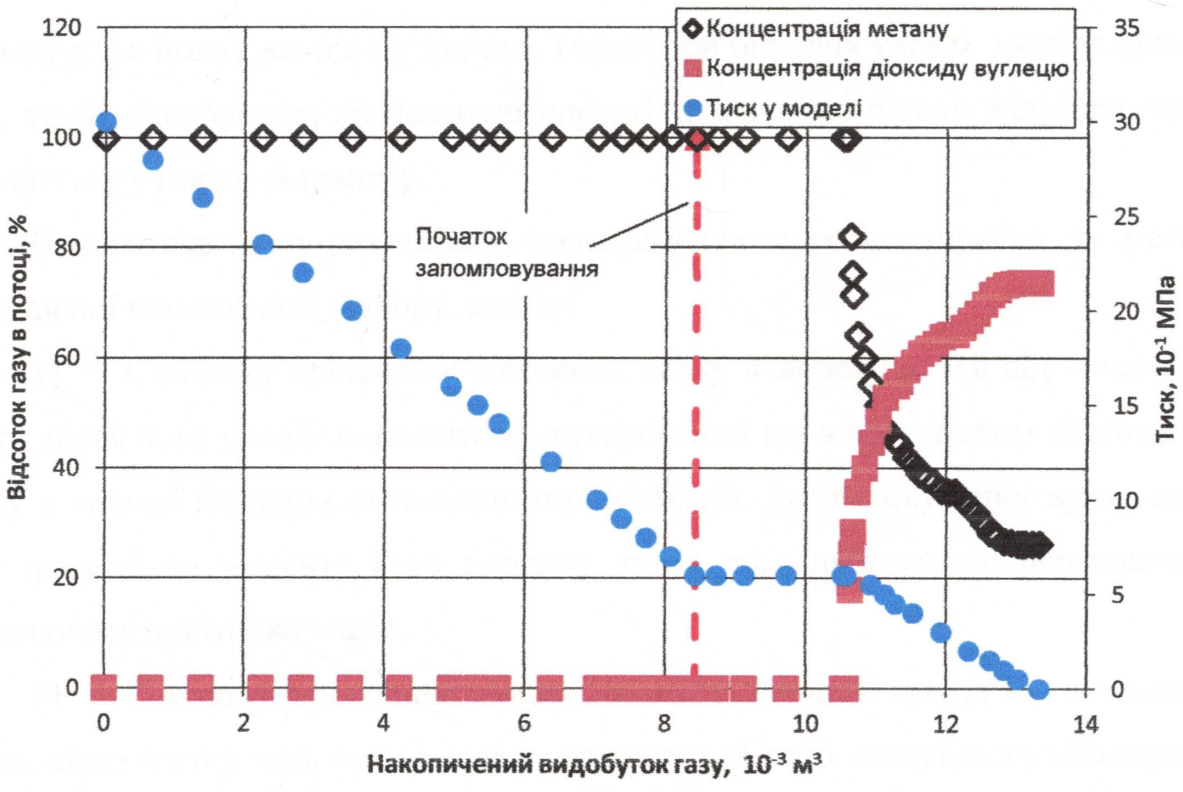 Концентрація метану
Концентрація діоксиду вуглецю
Тиск у моделі
Відсоток газу в потоці, %
120
100
80
60
40
20
0
Початок
запомповування
35
30
25
20
15
10
5
0
Тиск, 10⁻¹ МПа
0 2 4 6 8 10 12 14
Накопичений видобуток газу, 10⁻³ м³